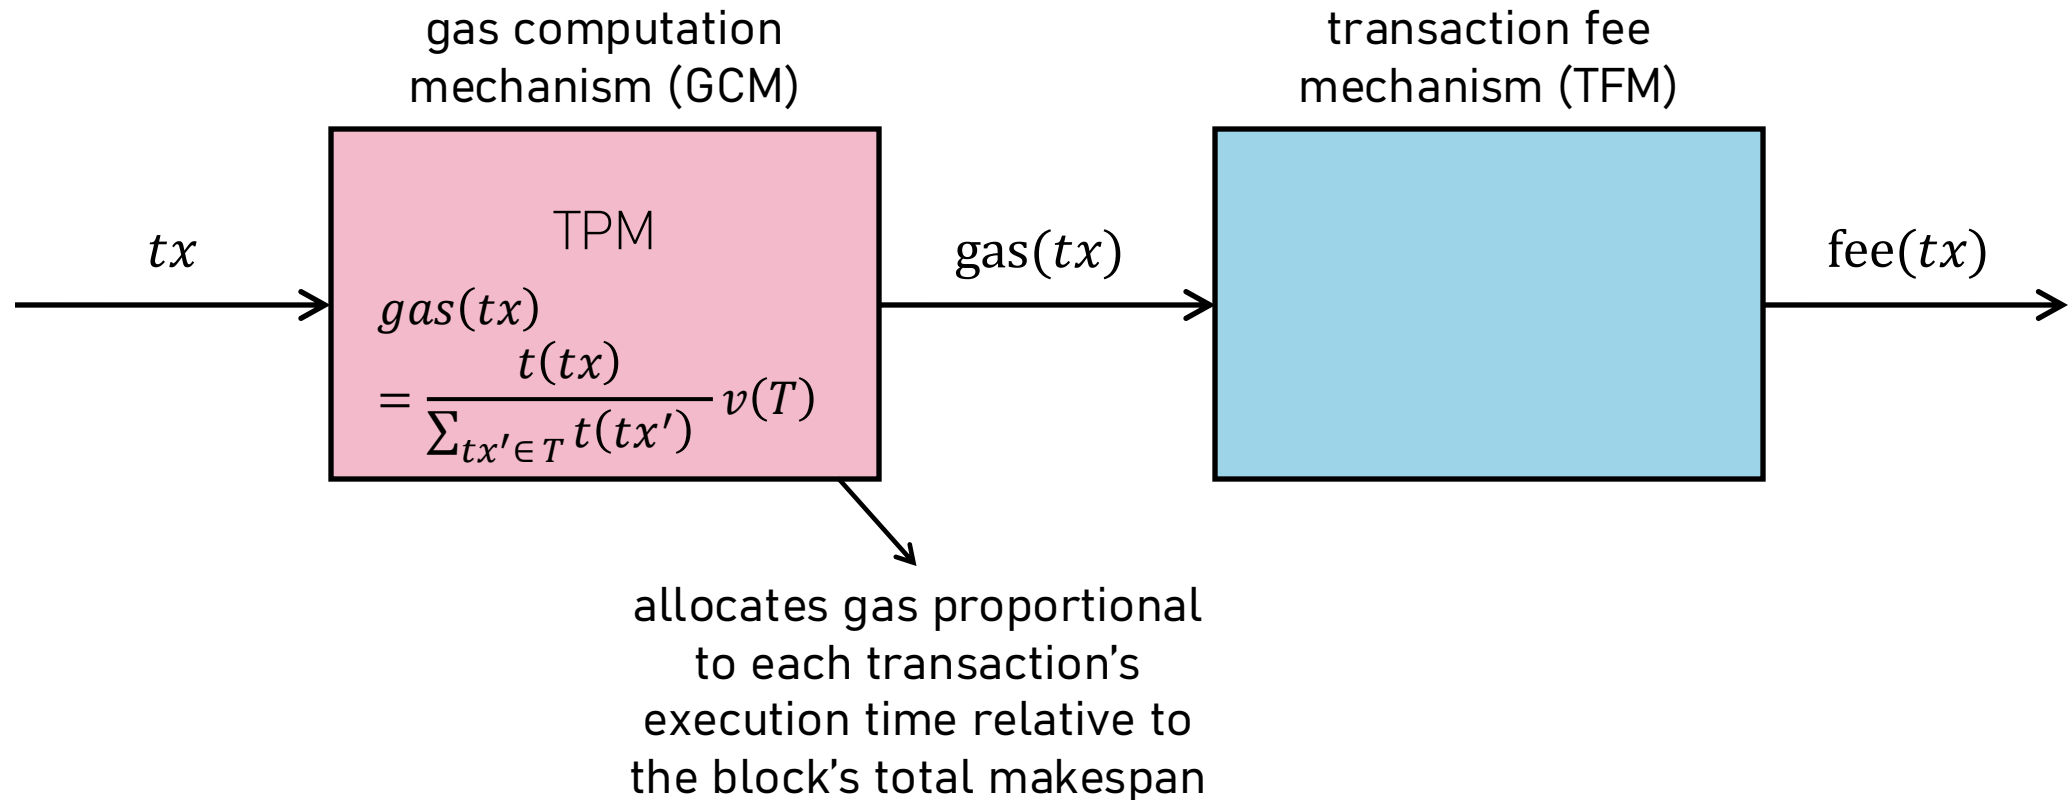 gas computation
mechanism (GCM)
transaction fee
mechanism (TFM)
tx
TPM
gas(tx)
= t(tx) / ∑tx′∈T t(tx′) v(T)
gas(tx)
fee(tx)
allocates gas proportional
to each transaction’s
execution time relative to
the block’s total makespan